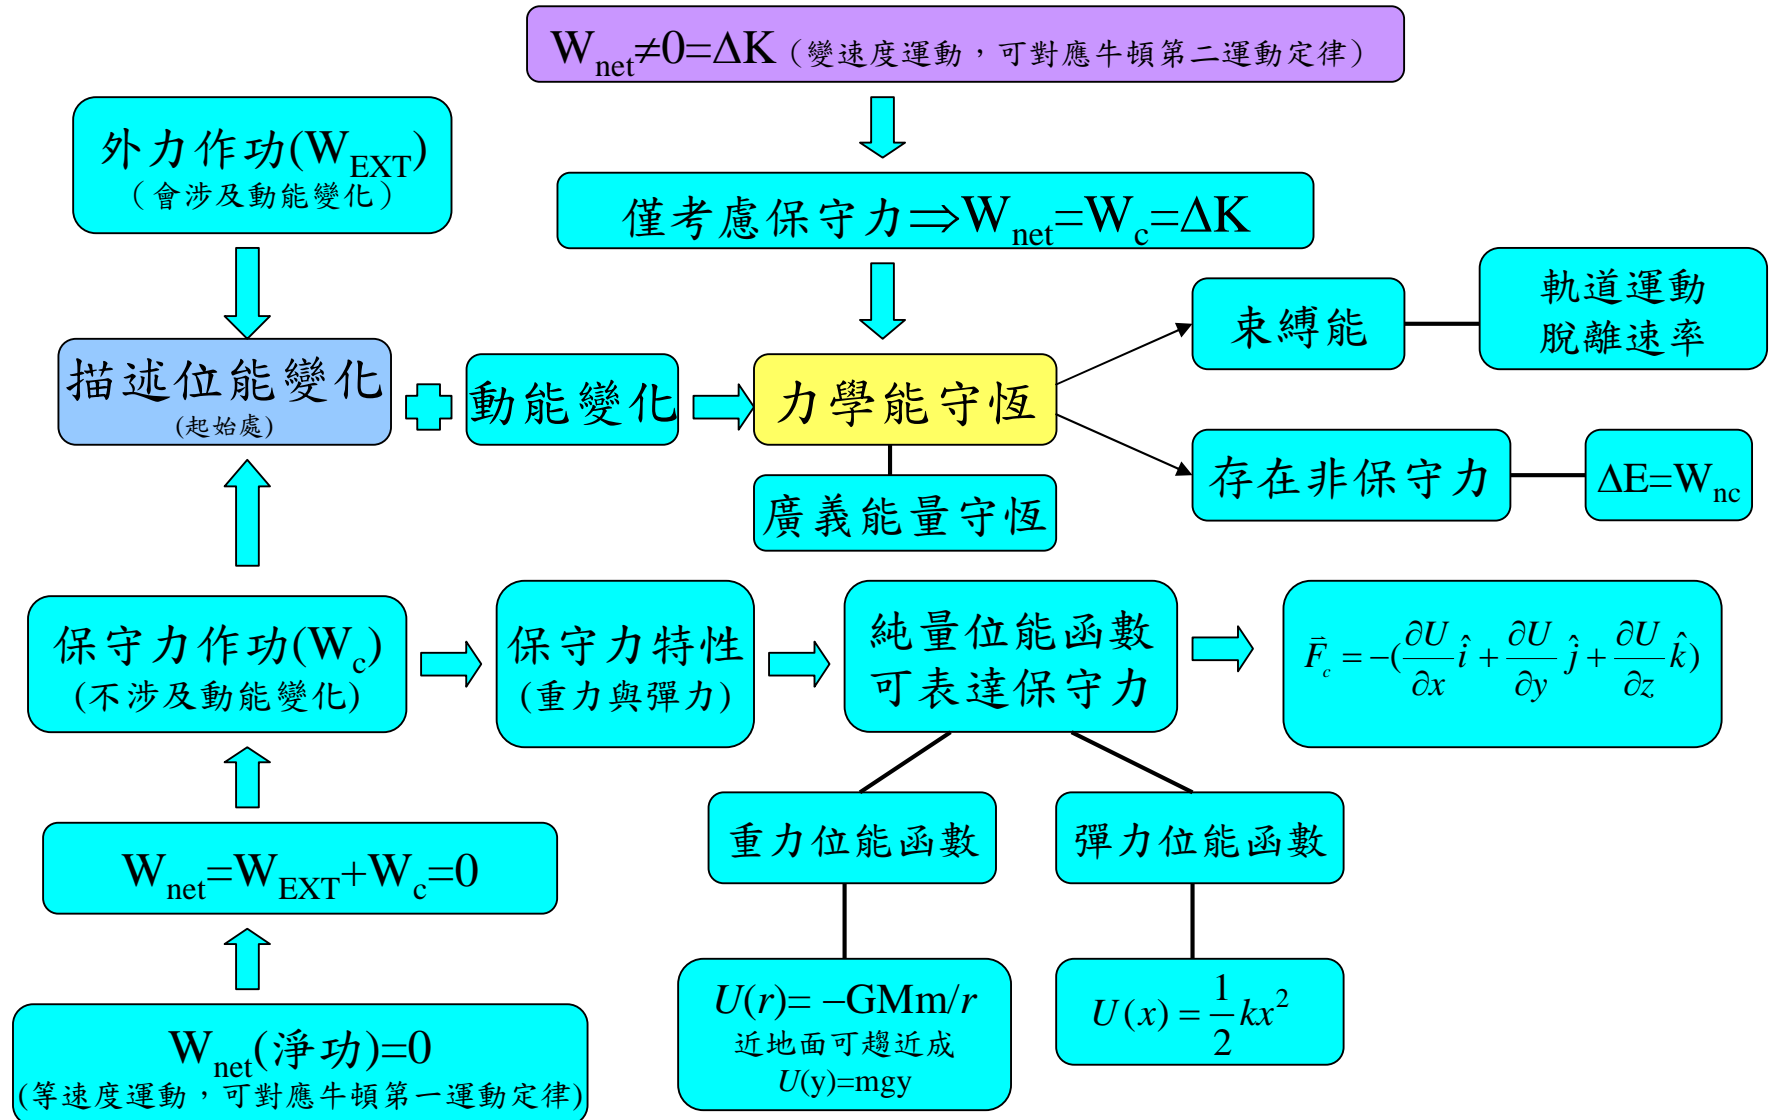 W_net≠0=ΔK（變速度運動，可對應牛頓第二運動定律）
外力作功(W_EXT)
（會涉及動能變化）
僅考慮保守力⇒W_net=W_c=ΔK
束縛能
軌道運動
脫離速率
描述位能變化
(起始處)
動能變化
力學能守恆
存在非保守力
ΔE=W_nc
廣義能量守恆
保守力作功(W_c)
(不涉及動能變化)
保守力特性
(重力與彈力)
純量位能函數
可表達保守力
F⃗_c = −(∂U/∂x î + ∂U/∂y ĵ + ∂U/∂z k̂)
W_net=W_EXT+W_c=0
重力位能函數
彈力位能函數
W_net(淨功)=0
(等速度運動，可對應牛頓第一運動定律)
U(r)= −GMm/r
近地面可趨近成
U(y)=mgy
U(x) = 1/2 kx²